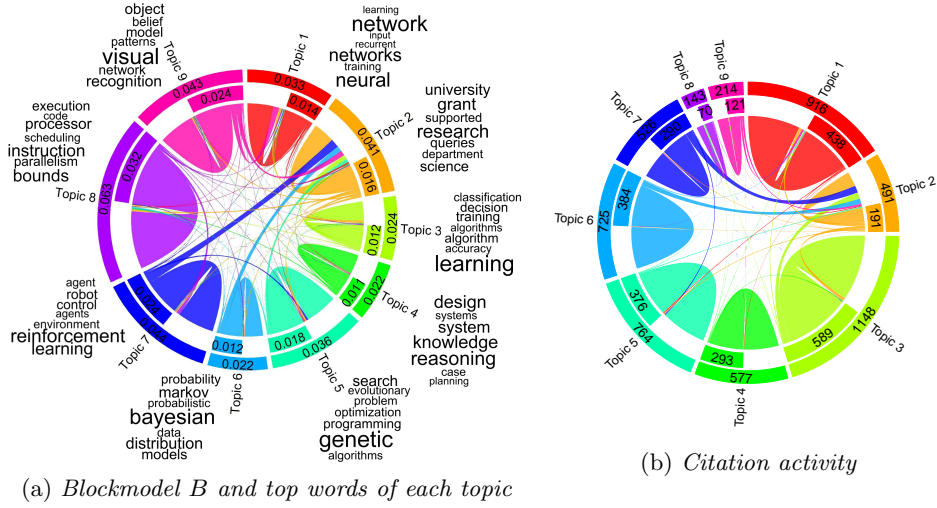 object
belief
model
patterns
visual
network
recognition
learning
network
input
recurrent
networks
training
neural
university
grant
supported
research
queries
department
science
classification
decision
training
algorithms
algorithm
accuracy
learning
design
systems
system
knowledge
reasoning
case
planning
search
evolutionary
problem
optimization
programming
genetic
algorithms
probability
markov
probabilistic
bayesian
data
distribution
models
agent
robot
control
agents
environment
reinforcement
learning
execution
code
processor
scheduling
instruction
parallelism
bounds
Topic 1
0.033
0.014
Topic 2
0.041
0.016
Topic 3
0.024
0.012
Topic 4
0.022
0.011
Topic 5
0.036
0.018
Topic 6
0.022
0.012
Topic 7
Topic 8
0.063
0.032
Topic 9
0.043
0.024
(a) Blockmodel B and top words of each topic
Topic 1
916
438
Topic 2
491
191
Topic 3
1148
589
Topic 4
577
293
Topic 5
764
376
Topic 6
725
384
Topic 7
Topic 8
143
70
Topic 9
214
121
(b) Citation activity